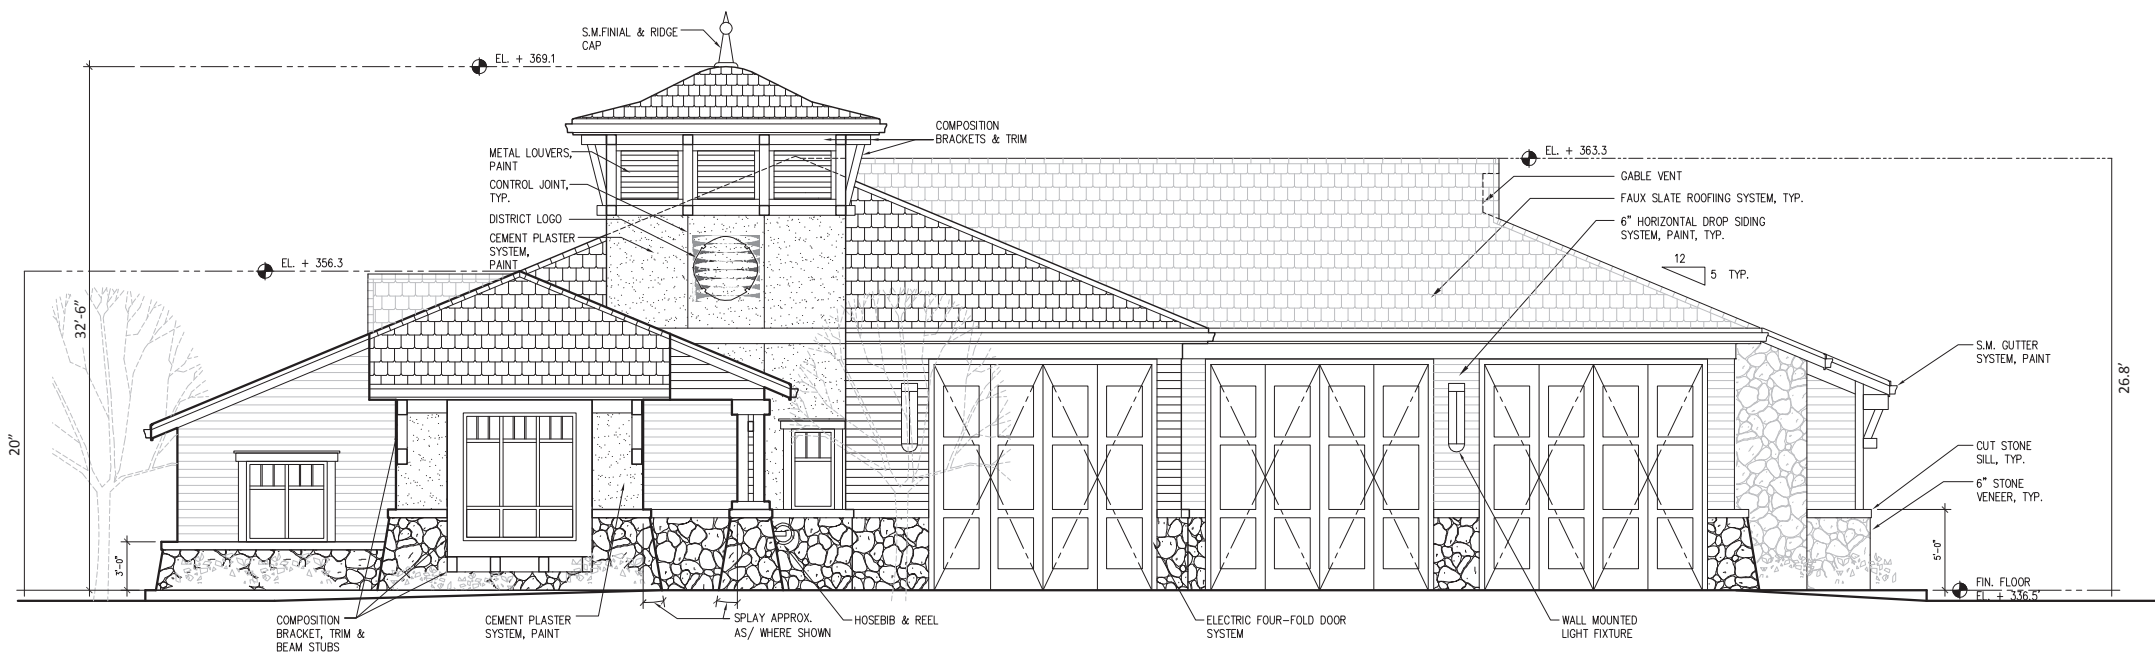 S.M.FINIAL & RIDGE
CAP
EL. + 369.1
COMPOSITION
BRACKETS & TRIM
METAL LOUVERS,
PAINT
CONTROL JOINT,
TYP.
DISTRICT LOGO
CEMENT PLASTER
SYSTEM,
PAINT
EL. + 363.3
GABLE VENT
FAUX SLATE ROOFIING SYSTEM, TYP.
6" HORIZONTAL DROP SIDING
SYSTEM, PAINT, TYP.
12
5 TYP.
EL. + 356.3
32'-6"
20"
26.8'
S.M. GUTTER
SYSTEM, PAINT
CUT STONE
SILL, TYP.
6" STONE
VENEER, TYP.
3'-0"
5'-0"
FIN. FLOOR
EL. + 336.5'
COMPOSITION
BRACKET, TRIM &
BEAM STUBS
CEMENT PLASTER
SYSTEM, PAINT
SPLAY APPROX.
AS/ WHERE SHOWN
HOSEBIB & REEL
ELECTRIC FOUR-FOLD DOOR
SYSTEM
WALL MOUNTED
LIGHT FIXTURE